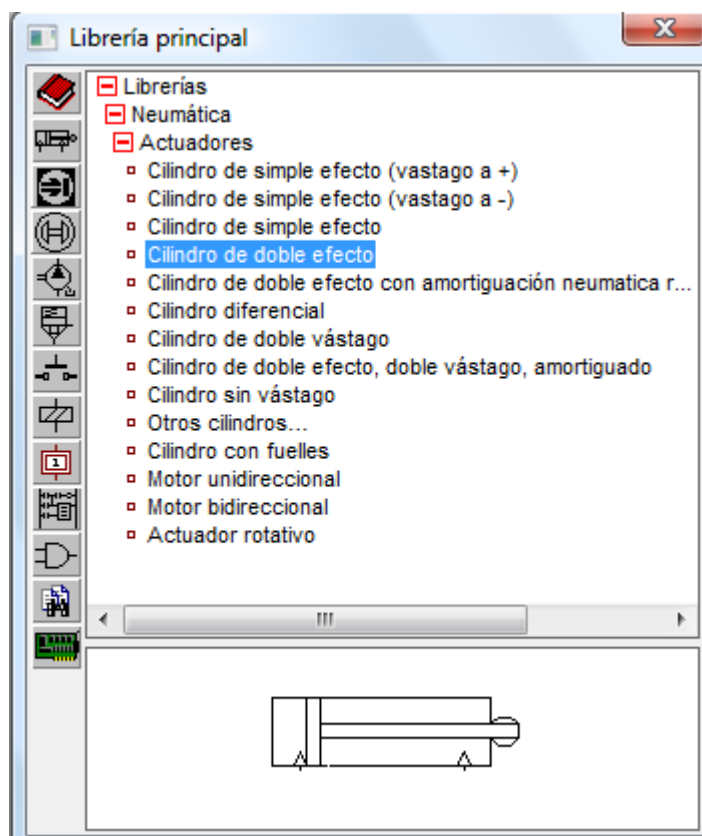 Librería principal
Librerías
Neumática
Actuadores
Cilindro de simple efecto (vastago a +)
Cilindro de simple efecto (vastago a -)
Cilindro de simple efecto
Cilindro de doble efecto
Cilindro de doble efecto con amortiguación neumatica r...
Cilindro diferencial
Cilindro de doble vástago
Cilindro de doble efecto, doble vástago, amortiguado
Cilindro sin vástago
Otros cilindros...
Cilindro con fuelles
Motor unidireccional
Motor bidireccional
Actuador rotativo
1